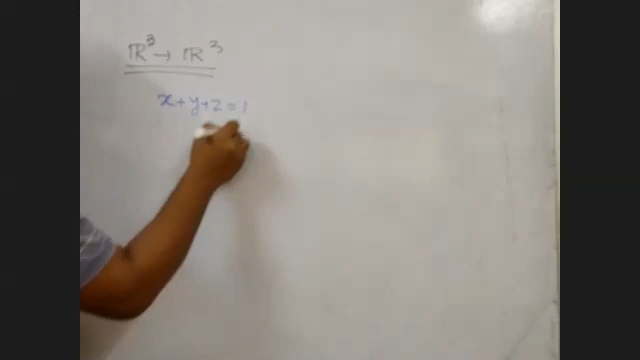 ℝ³ → ℝ³
x+y+z=1